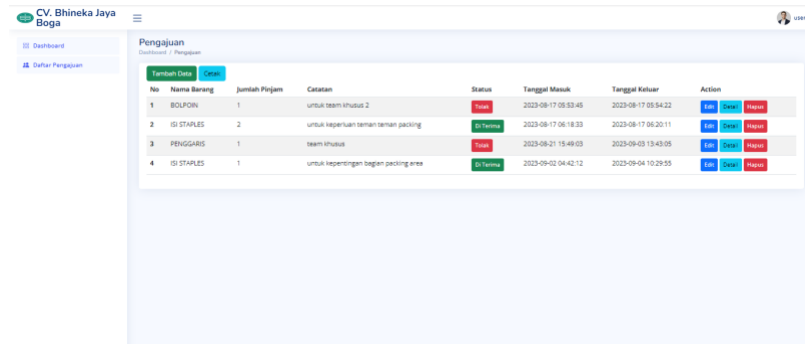 CV. Bhineka Jaya
Boga
user
Dashboard
Daftar Pengajuan
Pengajuan
Dashboard / Pengajuan
Tambah Data Cetak
No Nama Barang Jumlah Pinjam Catatan Status Tanggal Masuk Tanggal Keluar Action
1 BOLPOIN 1 untuk team khusus 2 Tolak 2023-08-17 05:53:45 2023-08-17 05:54:22 Edit Detail Hapus
2 ISI STAPLES 2 untuk keperluan teman teman packing Di Terima 2023-08-17 06:18:33 2023-08-17 06:20:11 Edit Detail Hapus
3 PENGGARIS 1 team khusus Tolak 2023-08-21 15:49:03 2023-09-03 13:43:05 Edit Detail Hapus
4 ISI STAPLES 1 untuk kepentingan bagian packing area Di Terima 2023-09-02 04:42:12 2023-09-04 10:29:55 Edit Detail Hapus